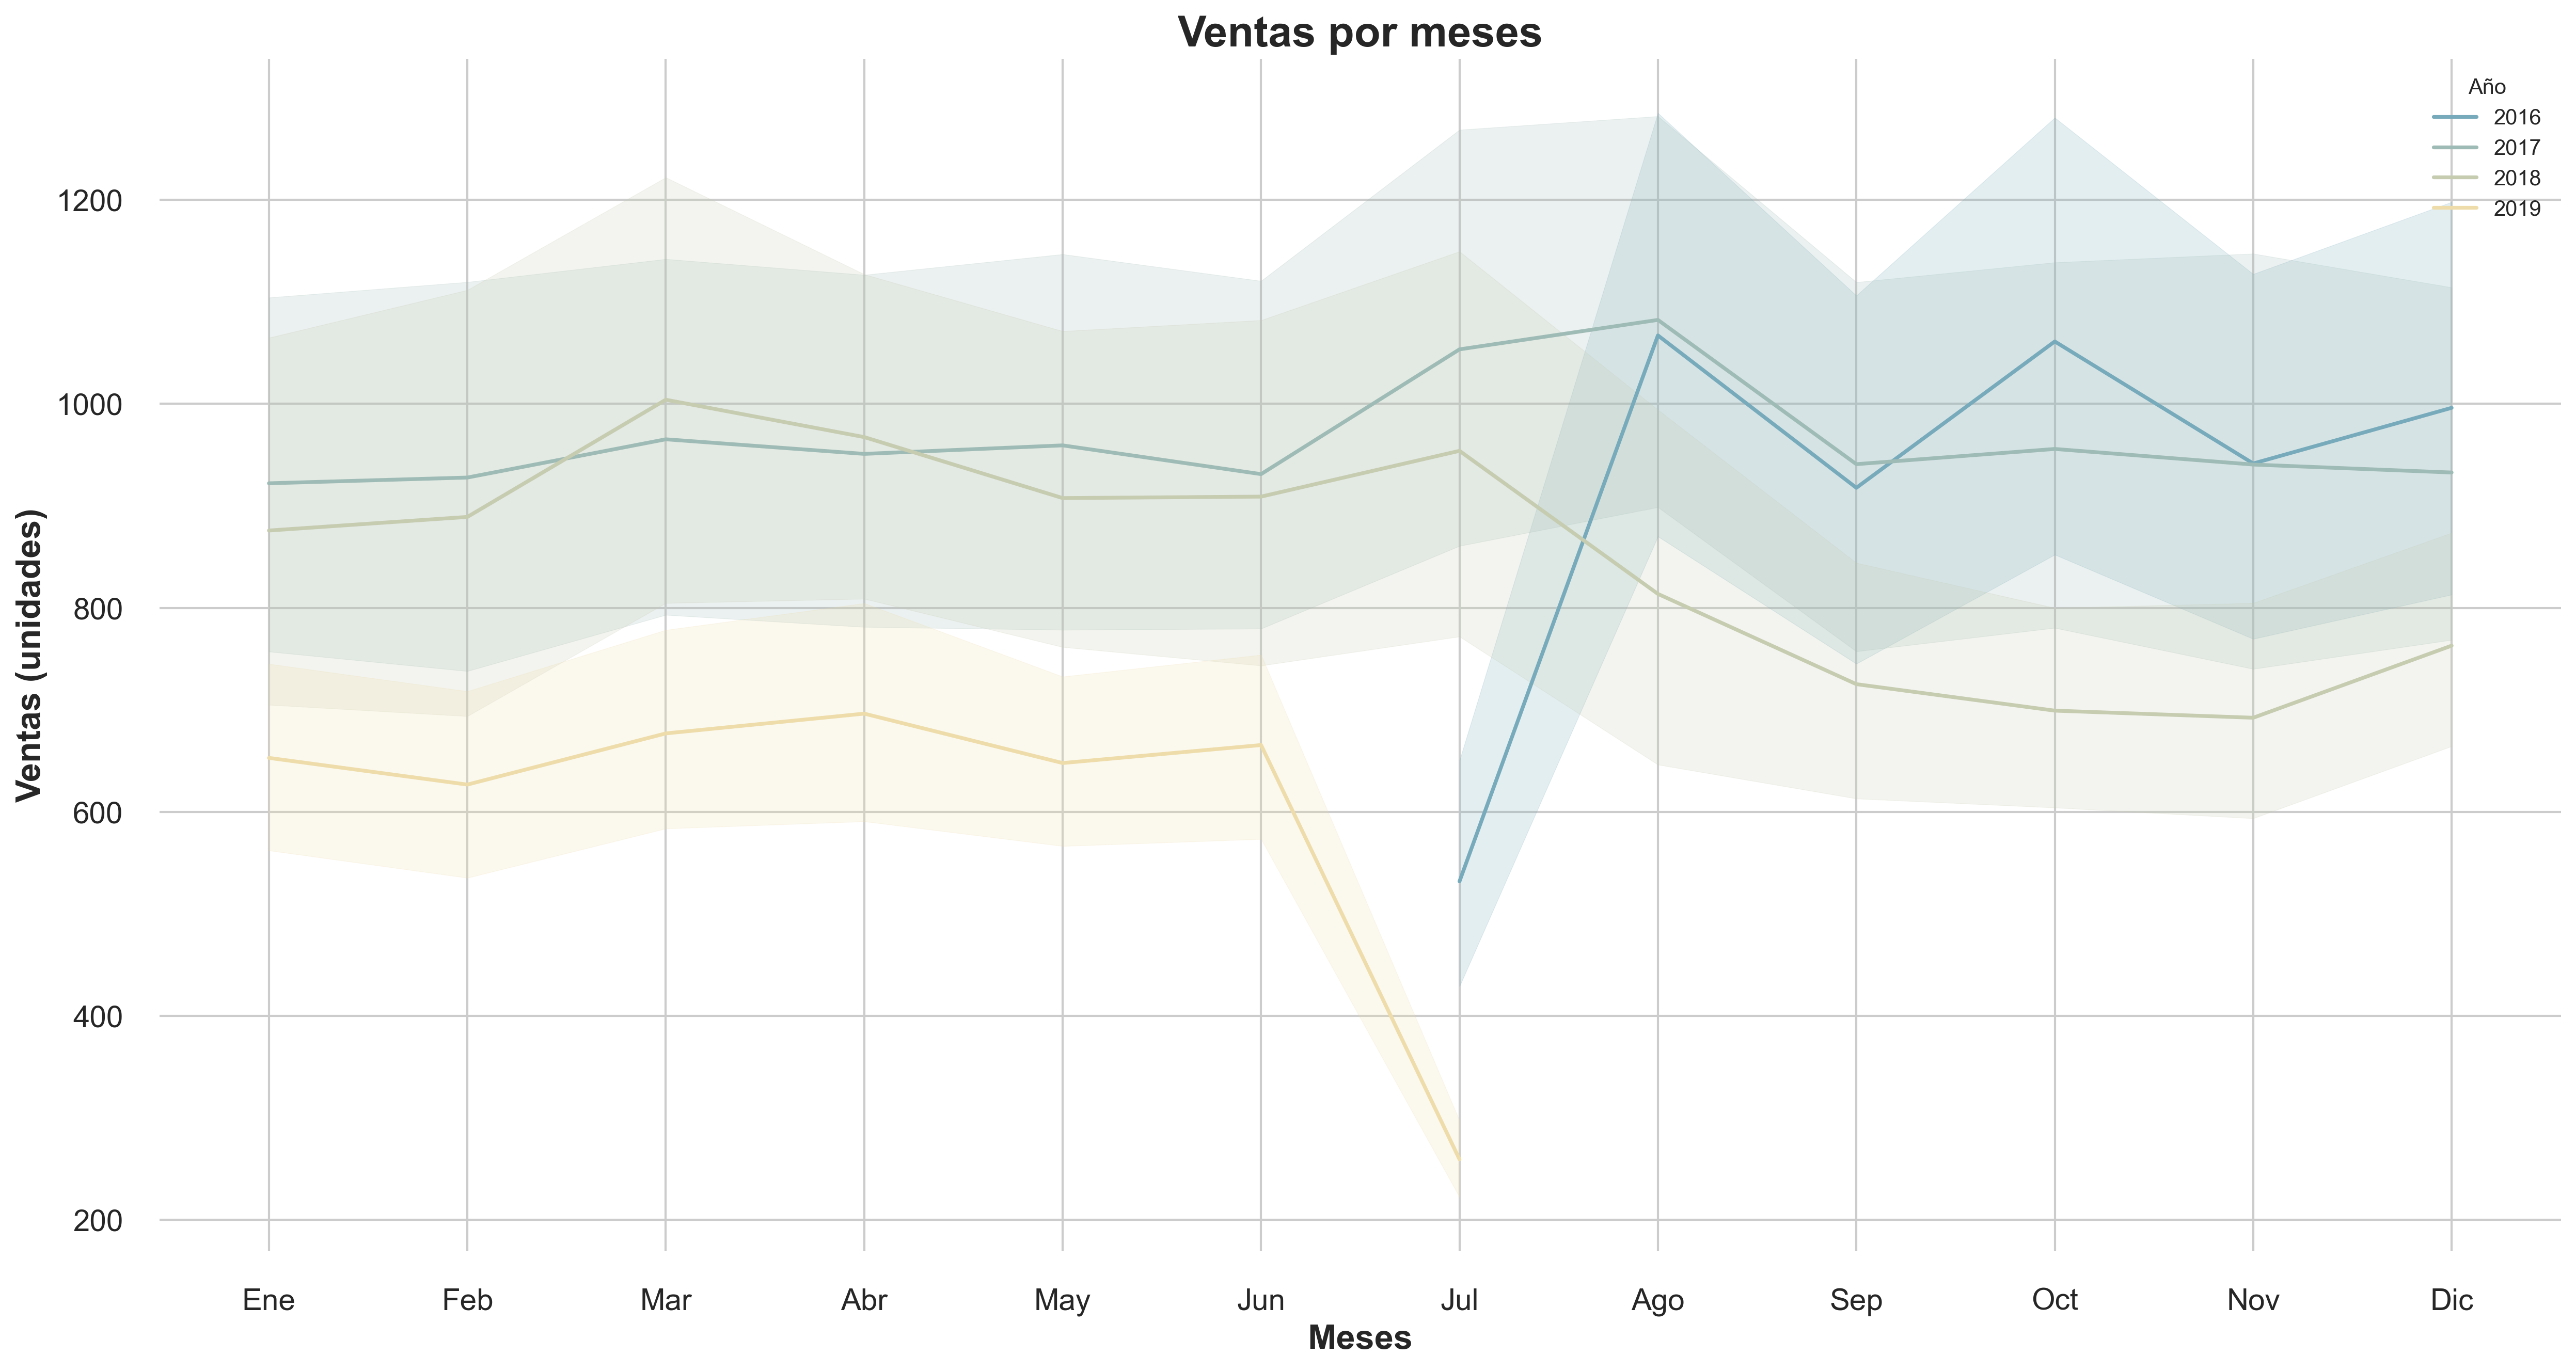 Ventas por meses
Año
2016
2017
2018
2019
Ventas (unidades)
1200
1000
800
600
400
200
Ene Feb Mar Abr May Jun Jul Ago Sep Oct Nov Dic
Meses